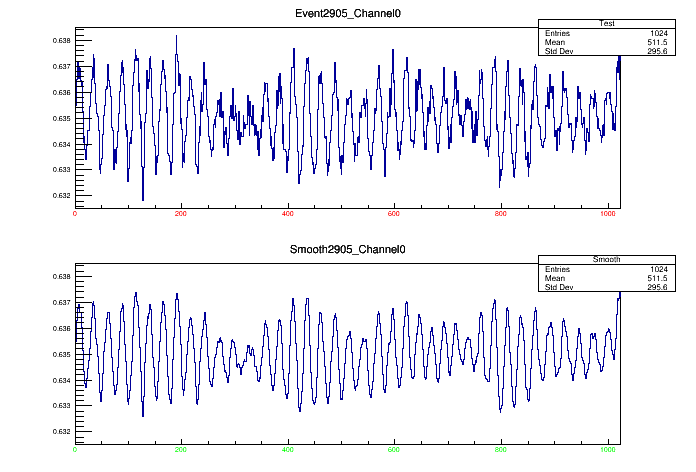 Event2905_Channel0
Test
Entries 1024
Mean 511.5
Std Dev 295.6
0.638
0.637
0.636
0.635
0.634
0.633
0.632
0 200 400 600 800 1000
Smooth2905_Channel0
Smooth
Entries 1024
Mean 511.5
Std Dev 295.6
0.638
0.637
0.636
0.635
0.634
0.633
0.632
0 200 400 600 800 1000